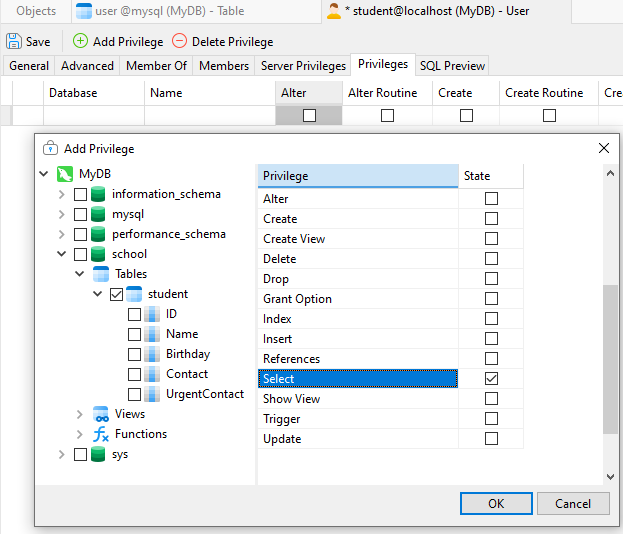 Objects user @mysql (MyDB) - Table * student@localhost (MyDB) - User
Save Add Privilege Delete Privilege
General Advanced Member Of Members Server Privileges Privileges SQL Preview
Database Name Alter Alter Routine Create Create Routine Cre
Add Privilege
MyDB
information_schema
mysql
performance_schema
school
Tables
student
ID
Name
Birthday
Contact
UrgentContact
Views
Functions
sys
Privilege State
Alter
Create
Create View
Delete
Drop
Grant Option
Index
Insert
References
Select
Show View
Trigger
Update
OK Cancel